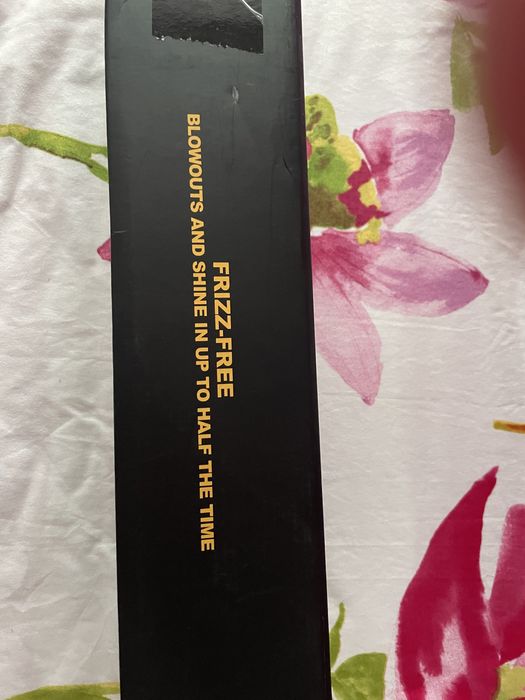 FRIZZ-FREE
BLOWOUTS AND SHINE IN UP TO HALF THE TIME